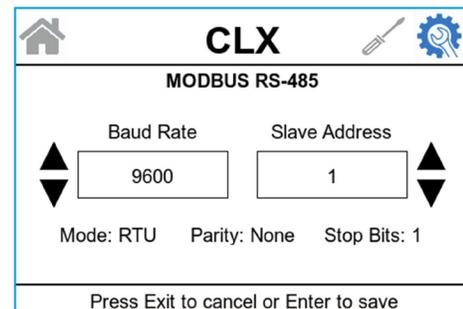 CLX
MODBUS RS-485
Baud Rate Slave Address
9600 1
Mode: RTU Parity: None Stop Bits: 1
Press Exit to cancel or Enter to save